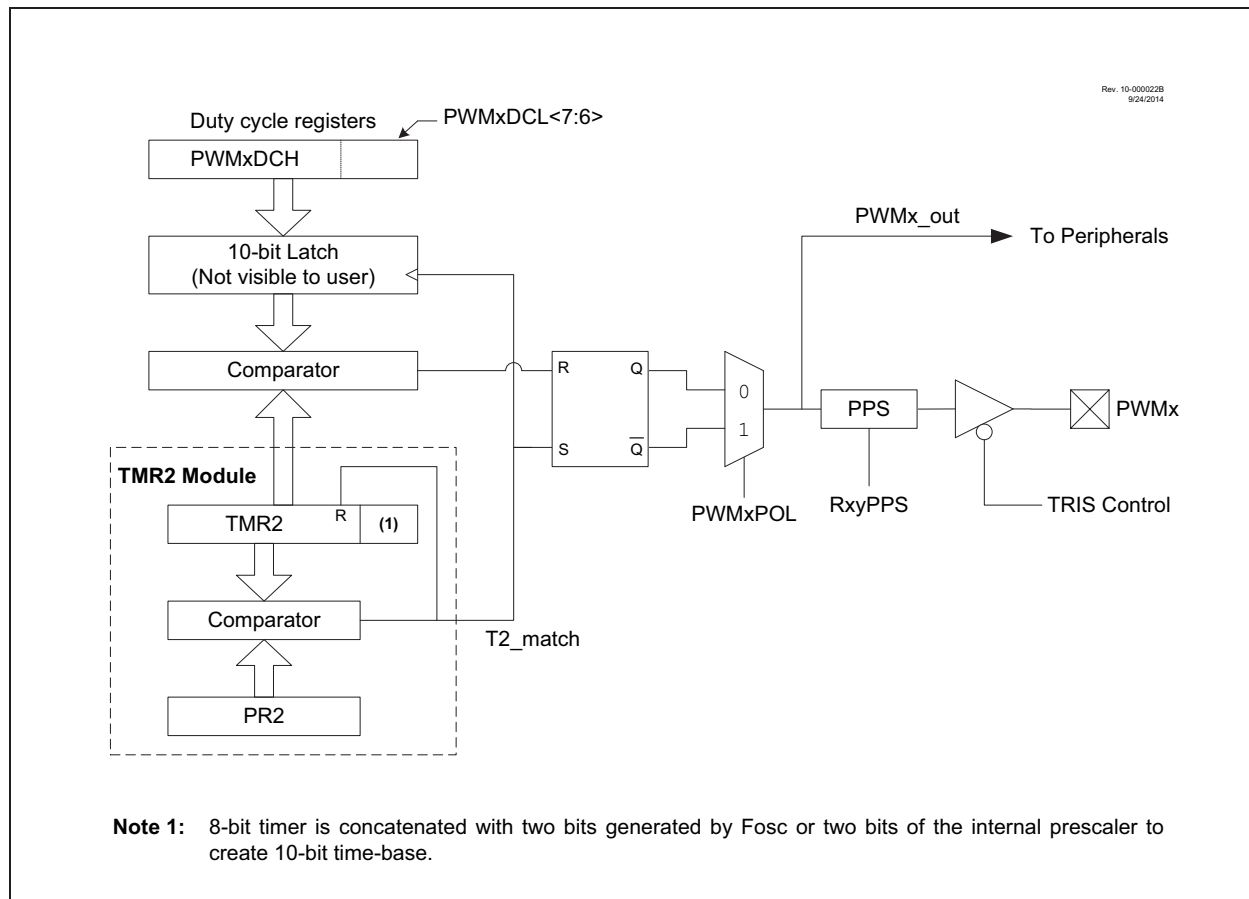 Rev. 10-000022B
9/24/2014
Duty cycle registers
PWMxDCL<7:6>
PWMxDCH
10-bit Latch
(Not visible to user)
PWMx_out
To Peripherals
Comparator
R
Q
S
Q̅
0
1
PPS
PWMx
PWMxPOL
RxyPPS
TRIS Control
TMR2 Module
R
TMR2
(1)
Comparator
T2_match
PR2
Note 1: 8-bit timer is concatenated with two bits generated by Fosc or two bits of the internal prescaler to
create 10-bit time-base.